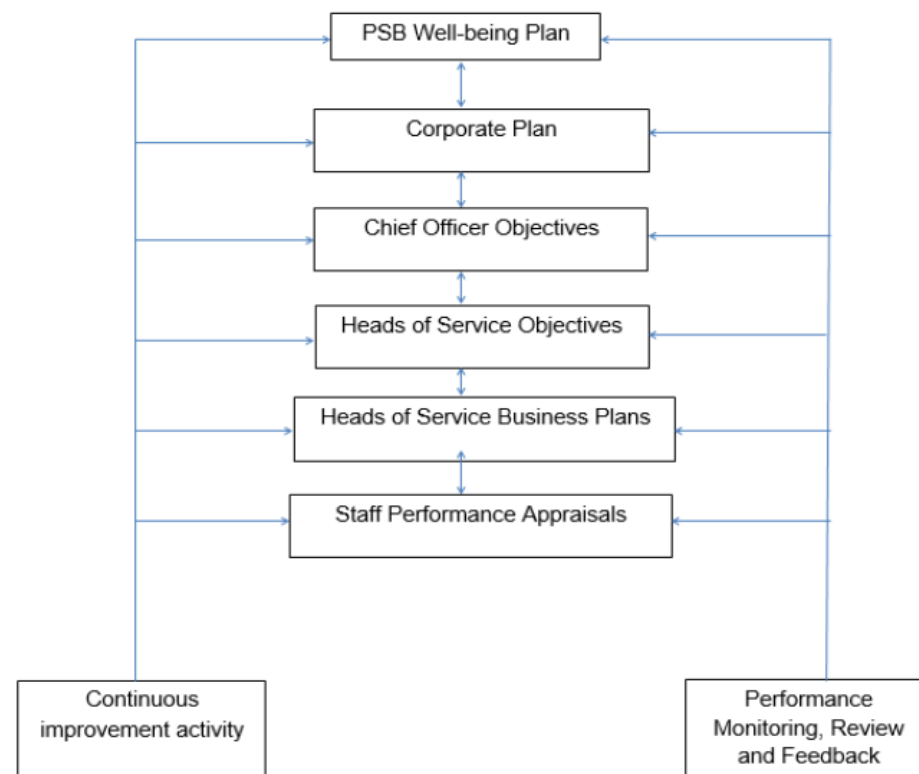 PSB Well-being Plan
Corporate Plan
Chief Officer Objectives
Heads of Service Objectives
Heads of Service Business Plans
Staff Performance Appraisals
Continuous
improvement activity
Performance
Monitoring, Review
and Feedback